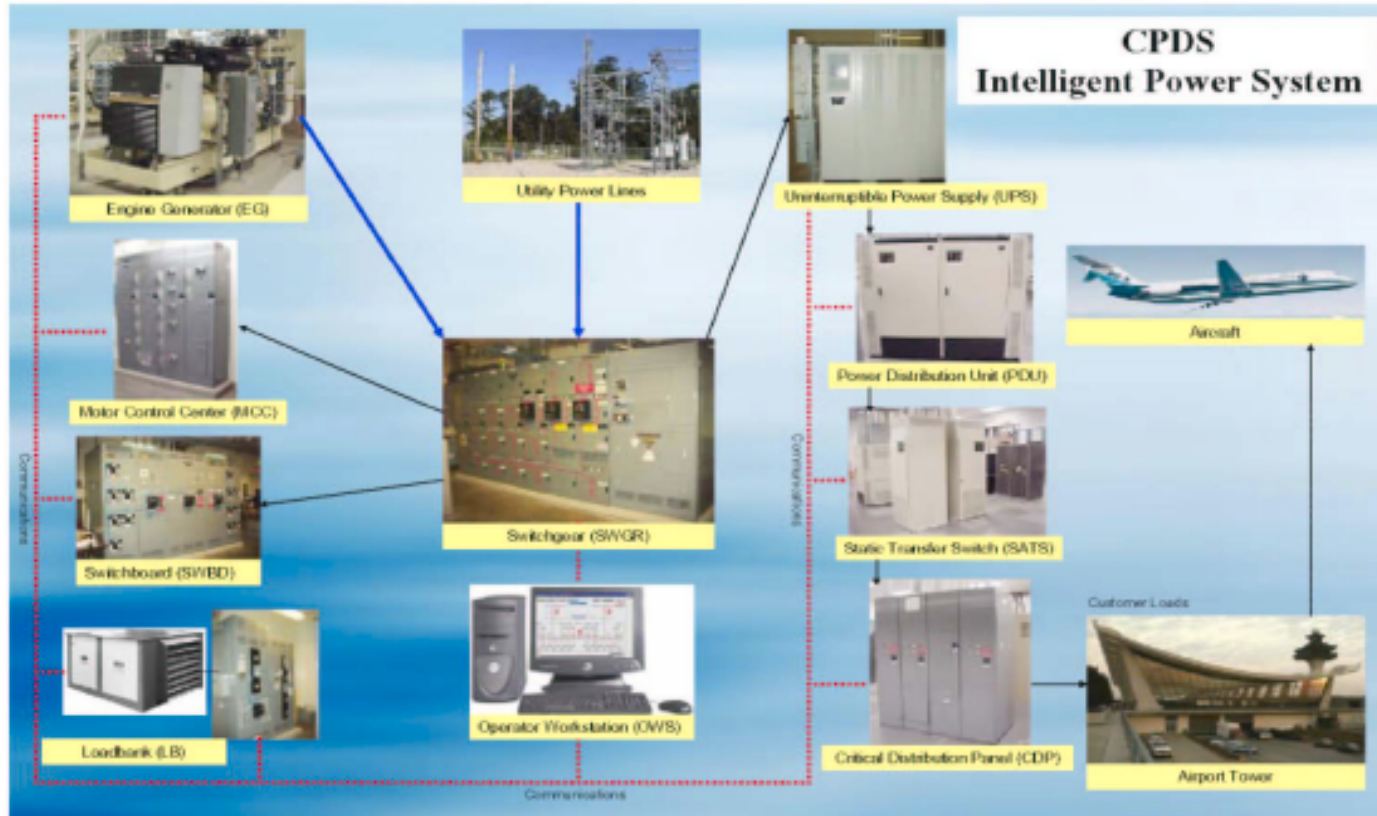 CPDS
Intelligent Power System
Engine Generator (EG)
Utility Power Lines
Uninterruptible Power Supply (UPS)
Motor Control Center (MCC)
Power Distribution Unit (PDU)
Aircraft
Switchboard (SWBD)
Switchgear (SWGR)
Static Transfer Switch (SATS)
Communications
Communications
Customer Loads
Loadbank (LB)
Operator Workstation (OWS)
Critical Distribution Panel (CDP)
Airport Tower
Communications